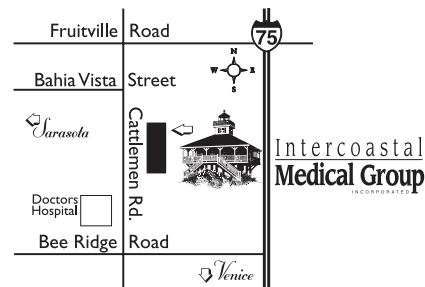 Fruitville Road
75
N
W E
S
Bahia Vista Street
Sarasota
Cattlemen Rd.
Intercoastal
Medical Group
INCORPORATED
Doctors
Hospital
Bee Ridge Road
Venice